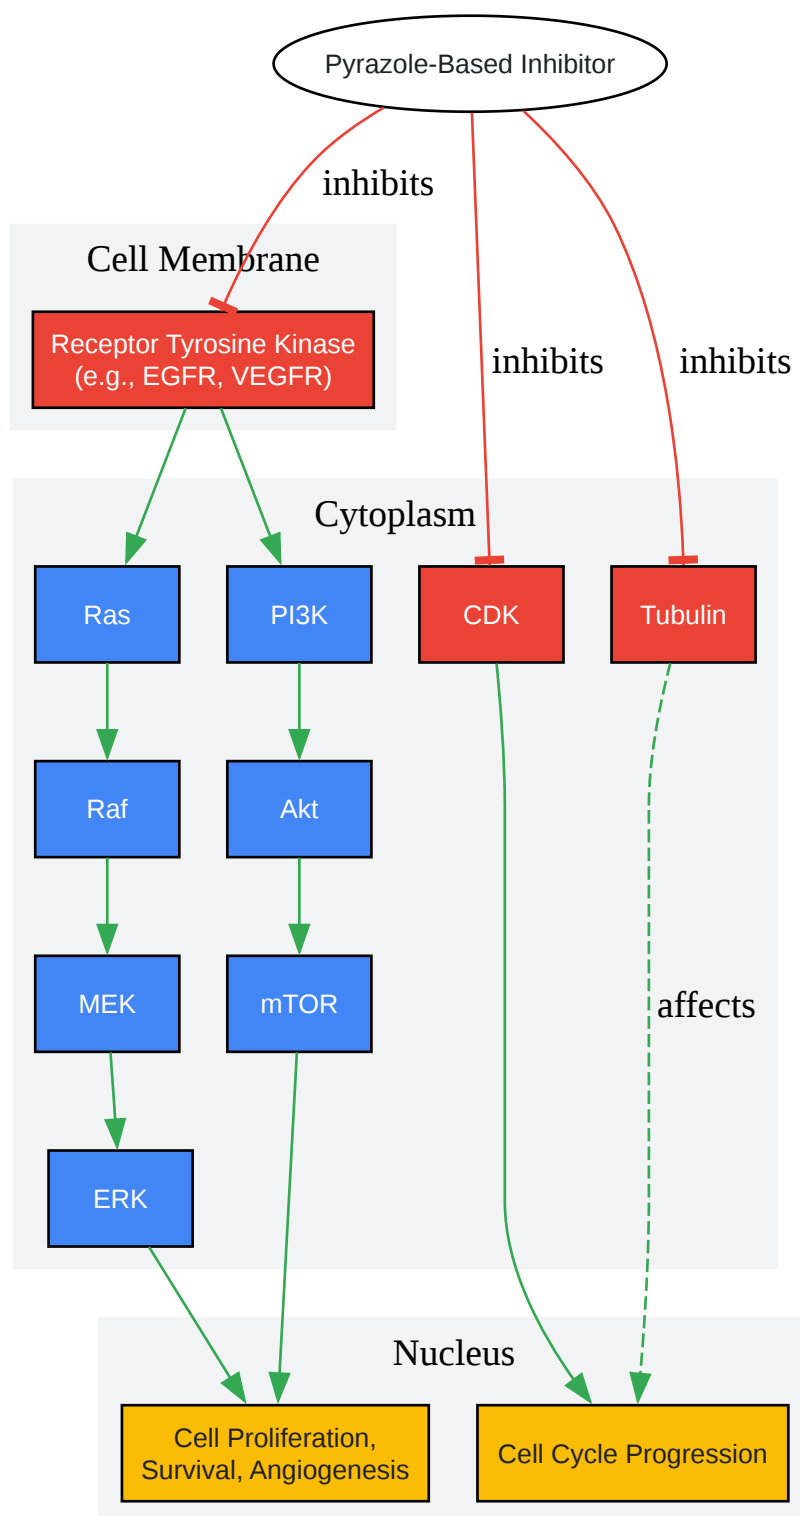 Pyrazole-Based Inhibitor
inhibits
Cell Membrane
Receptor Tyrosine Kinase
(e.g., EGFR, VEGFR)
inhibits
inhibits
Cytoplasm
Ras
PI3K
CDK
Tubulin
Raf
Akt
MEK
mTOR
affects
ERK
Nucleus
Cell Proliferation,
Survival, Angiogenesis
Cell Cycle Progression